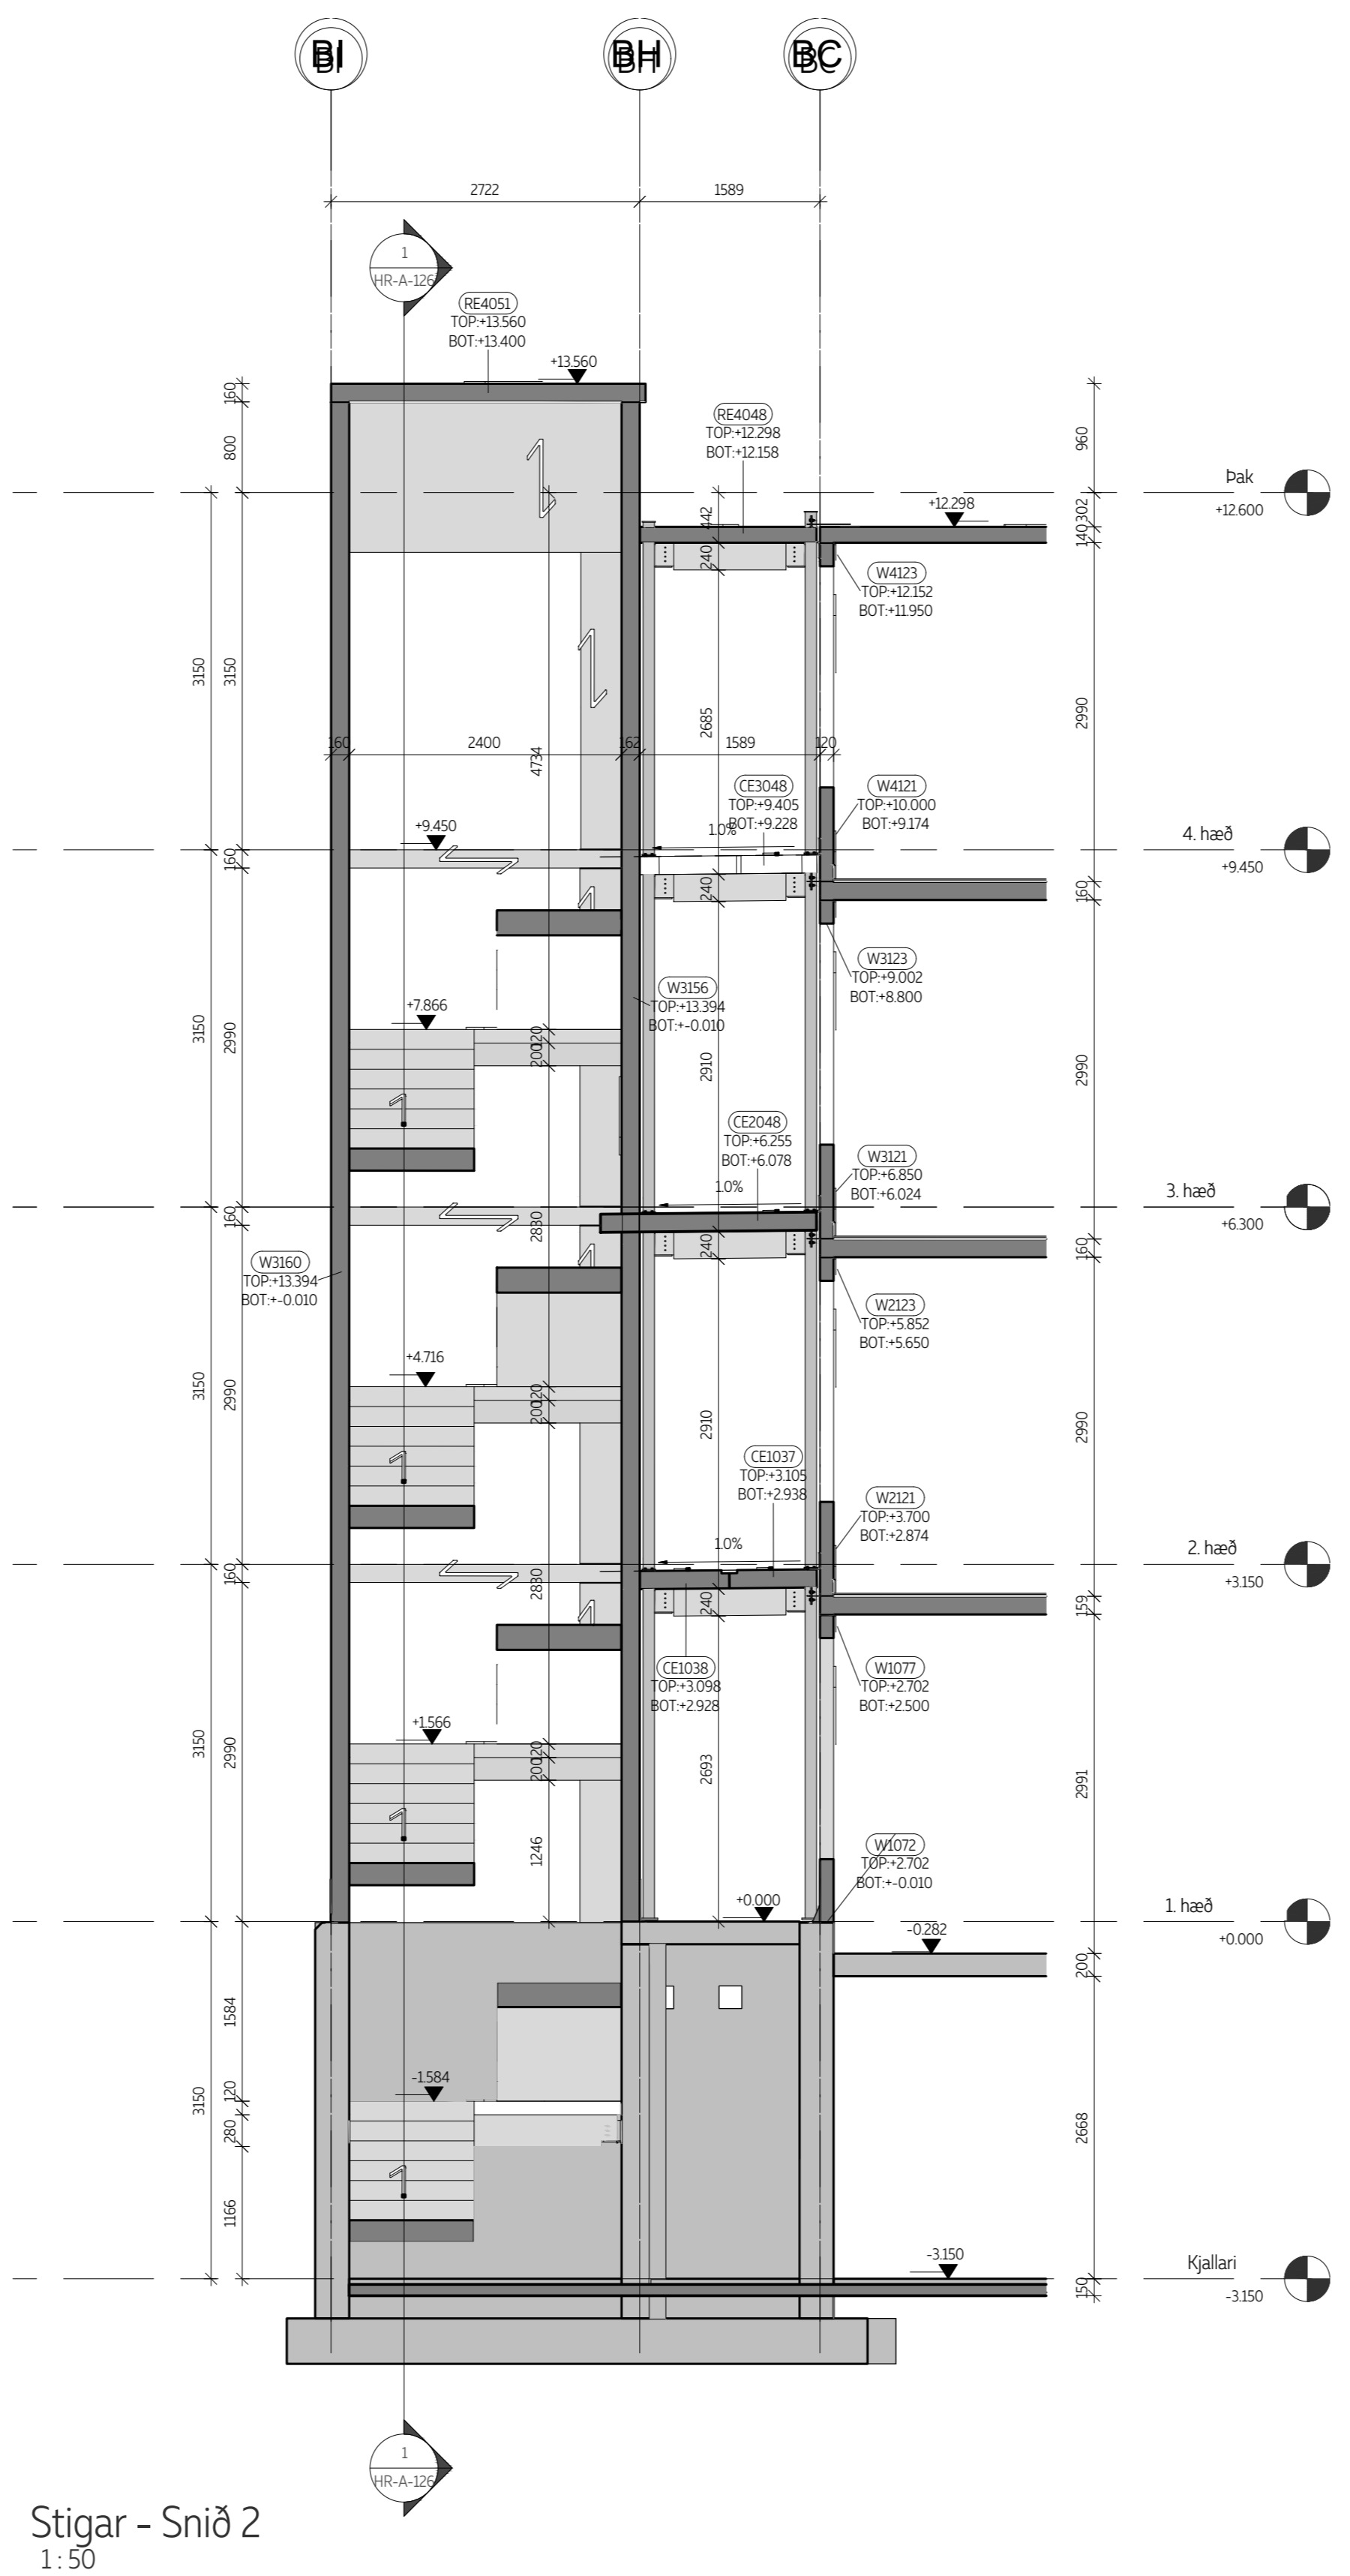 BI BH BC
2722 1589
1
HR-A-126
RE4051
TOP:+13.560
BOT:+13.400
+13.560
160
800
RE4048
TOP:+12.298
BOT:+12.158
960
Þak
+12.600
442
+12.298
302
140
240
W4123
TOP:+12.152
BOT:+11.950
3150
3150
2685
2990
160 2400 162 1589 120
4734
CE3048
TOP:+9.405
BOT:+9.228
1.0%
W4121
TOP:+10.000
BOT:+9.174
+9.450
4. hæð
+9.450
160
240
160
W3123
TOP:+9.002
BOT:+8.800
W3156
TOP:+13.394
BOT:+-0.010
+7.866
3150
2990
120
200
2910
2990
CE2048
TOP:+6.255
BOT:+6.078
1.0%
W3121
TOP:+6.850
BOT:+6.024
3. hæð
+6.300
160
2830
240
160
W3160
TOP:+13.394
BOT:+-0.010
W2123
TOP:+5.852
BOT:+5.650
+4.716
3150
2990
120
200
2910
2990
CE1037
TOP:+3.105
BOT:+2.938
1.0%
W2121
TOP:+3.700
BOT:+2.874
2. hæð
+3.150
160
2830
240
159
CE1038
TOP:+3.098
BOT:+2.928
W1077
TOP:+2.702
BOT:+2.500
+1.566
3150
2990
120
200
2693
2991
1246
W1072
TOP:+2.702
BOT:+-0.010
+0.000
1. hæð
+0.000
-0.282
200
1584
-1.584
120
3150
280
2668
1166
-3.150
Kjallari
-3.150
150
1
HR-A-126
Stigar - Snið 2
1 : 50